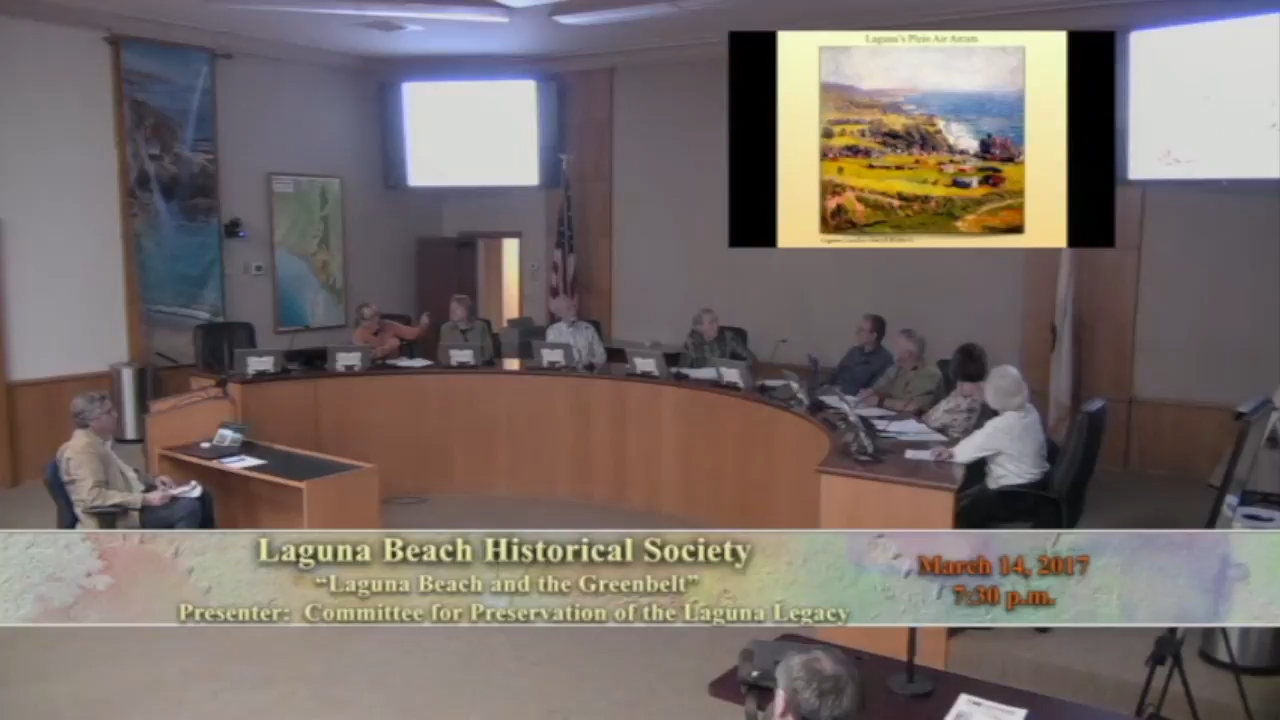 Laguna's Plein Air Artists
Laguna Beach Historical Society
“Laguna Beach and the Greenbelt”
Presenter: Committee for Preservation of the Laguna Legacy
March 14, 2017
7:30 p.m.